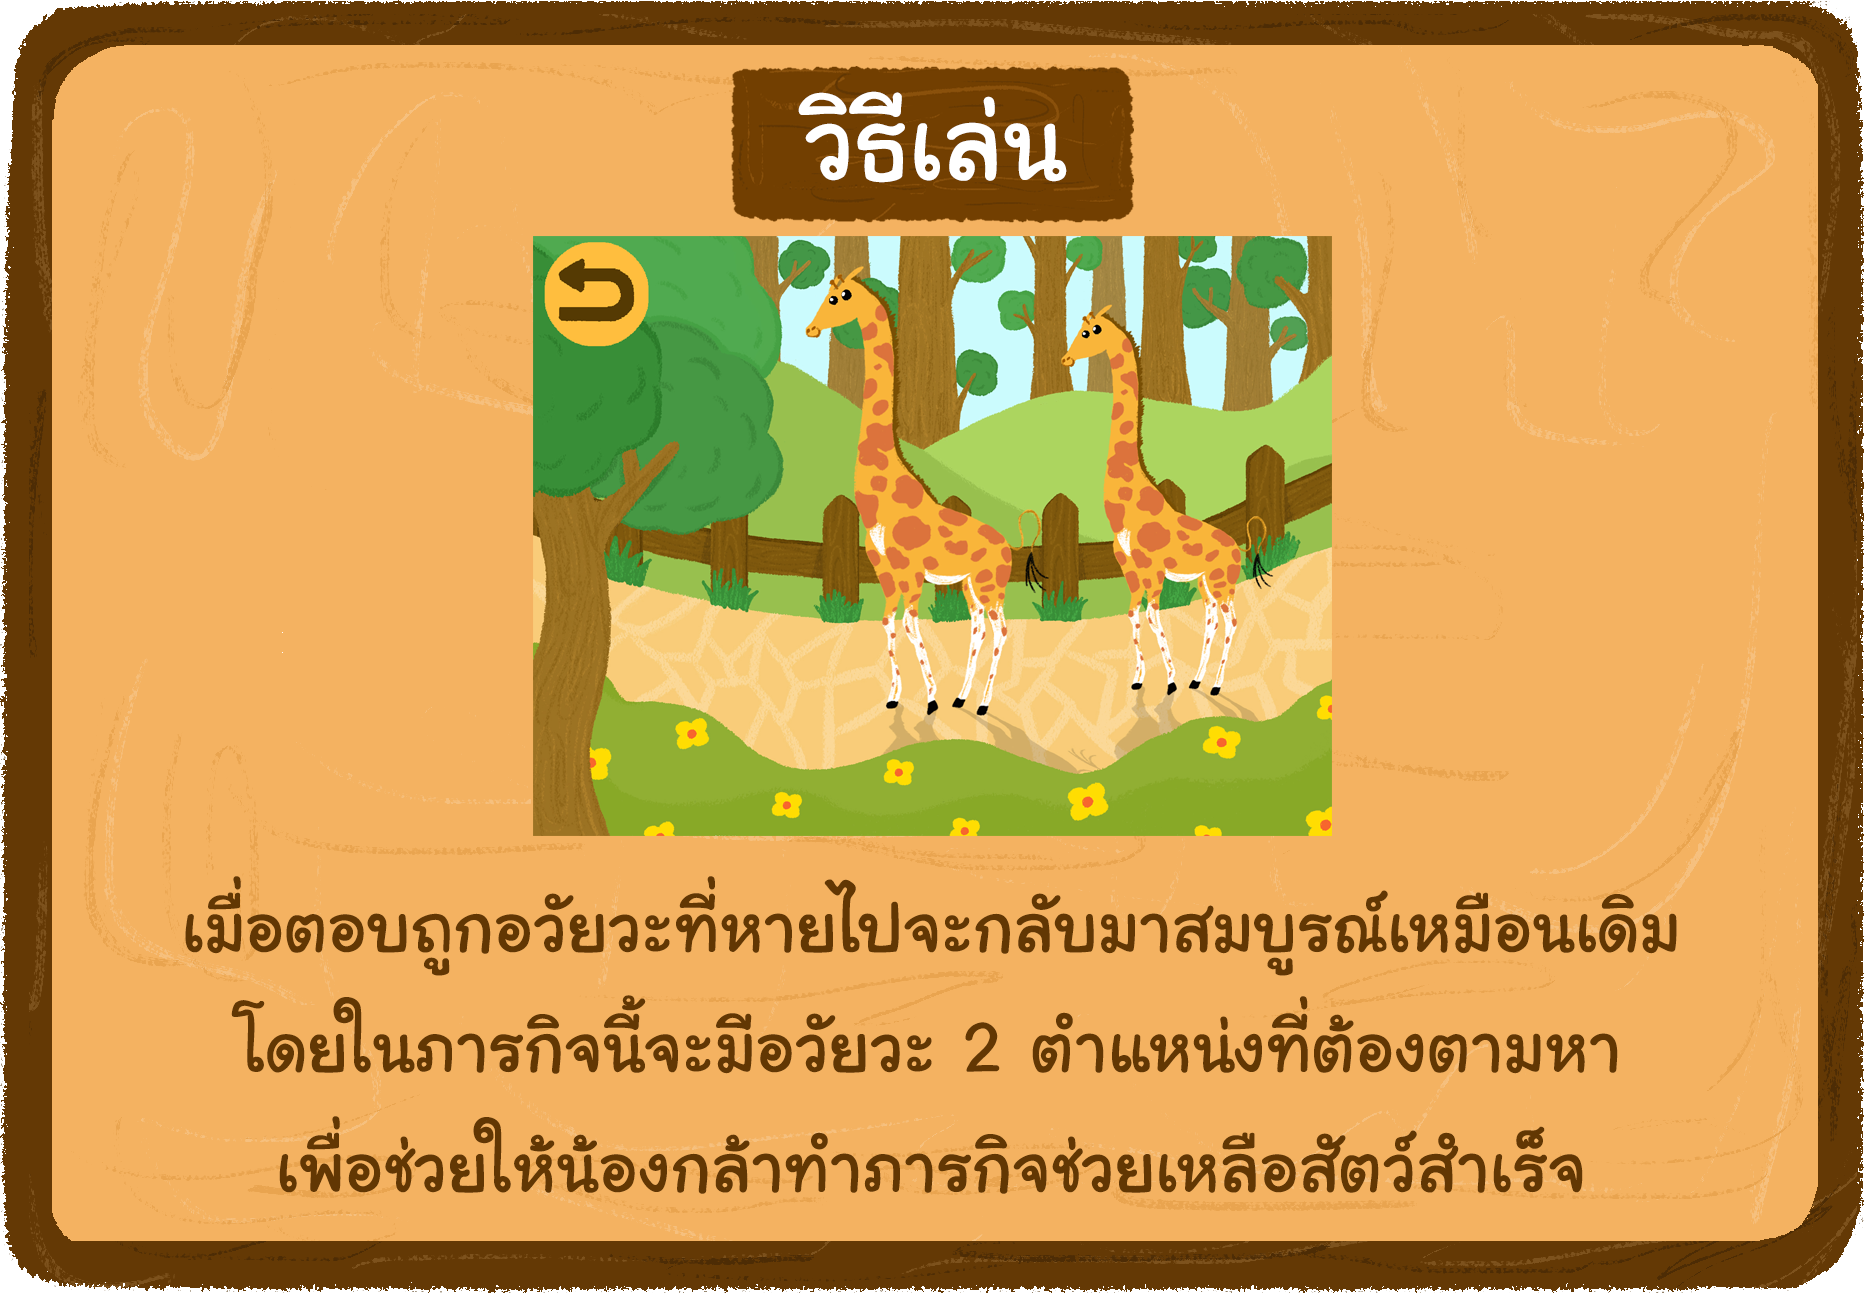 วิธีเล่น
เมื่อตอบถูกอวัยวะที่หายไปจะกลับมาสมบูรณ์เหมือนเดิม
โดยในภารกิจนี้จะมีอวัยวะ 2 ตำแหน่งที่ต้องตามหา
เพื่อช่วยให้น้องกล้าทำภารกิจช่วยเหลือสัตว์สำเร็จ